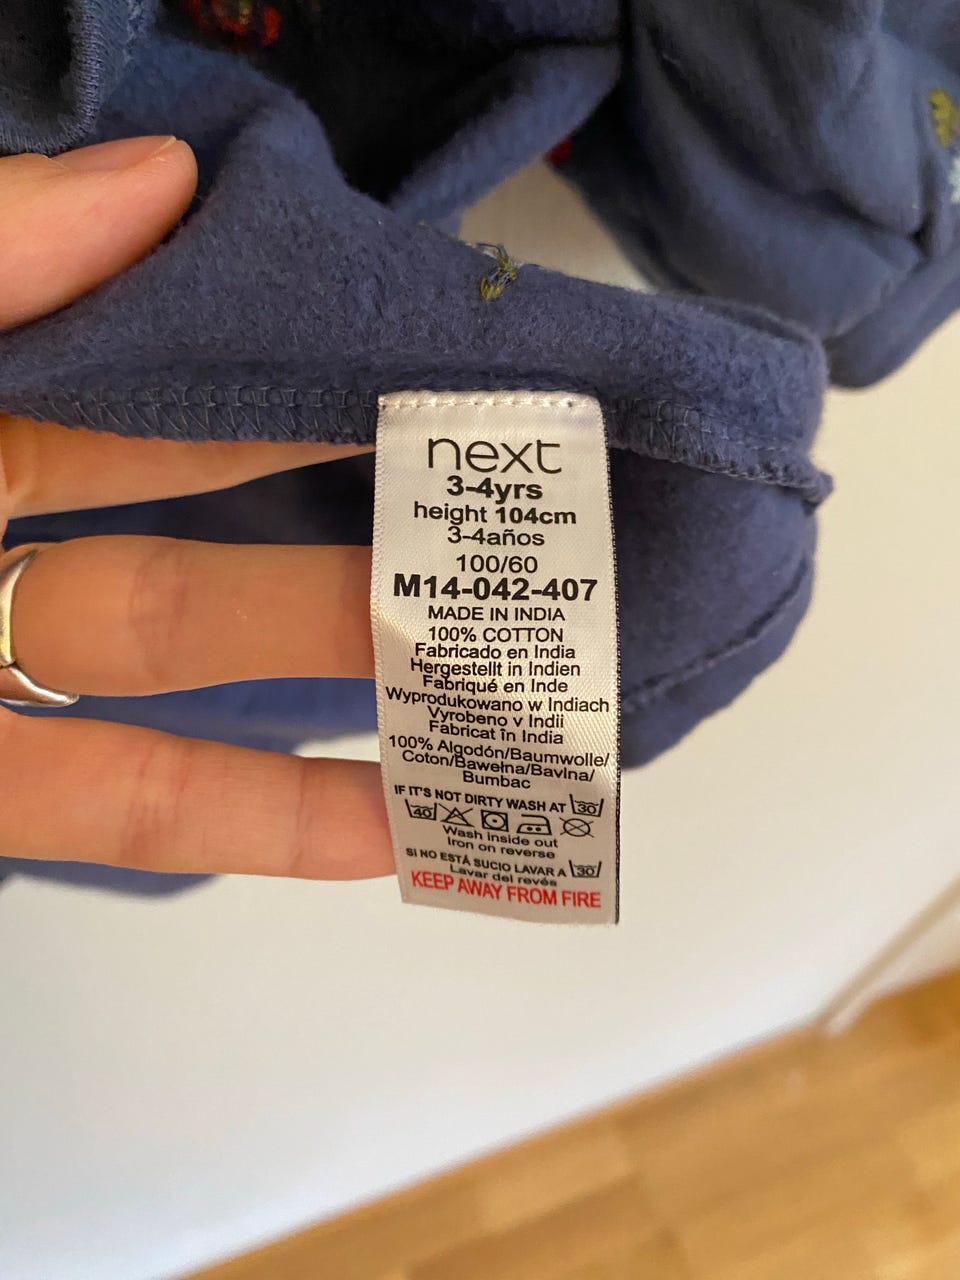 next
3-4yrs
height 104cm
3-4años
100/60
M14-042-407
MADE IN INDIA
100% COTTON
Fabricado en India
Hergestellt in Indien
Fabriqué en Inde
Wyprodukowano w Indiach
Vyrobeno v Indii
Fabricat în India
100% Algodón/Baumwolle/
Coton/Bawełna/Bavlna/
Bumbac
IF IT'S NOT DIRTY WASH AT 30
40
Wash inside out
Iron on reverse
SI NO ESTÁ SUCIO LAVAR A 30
Lavar del revés
KEEP AWAY FROM FIRE